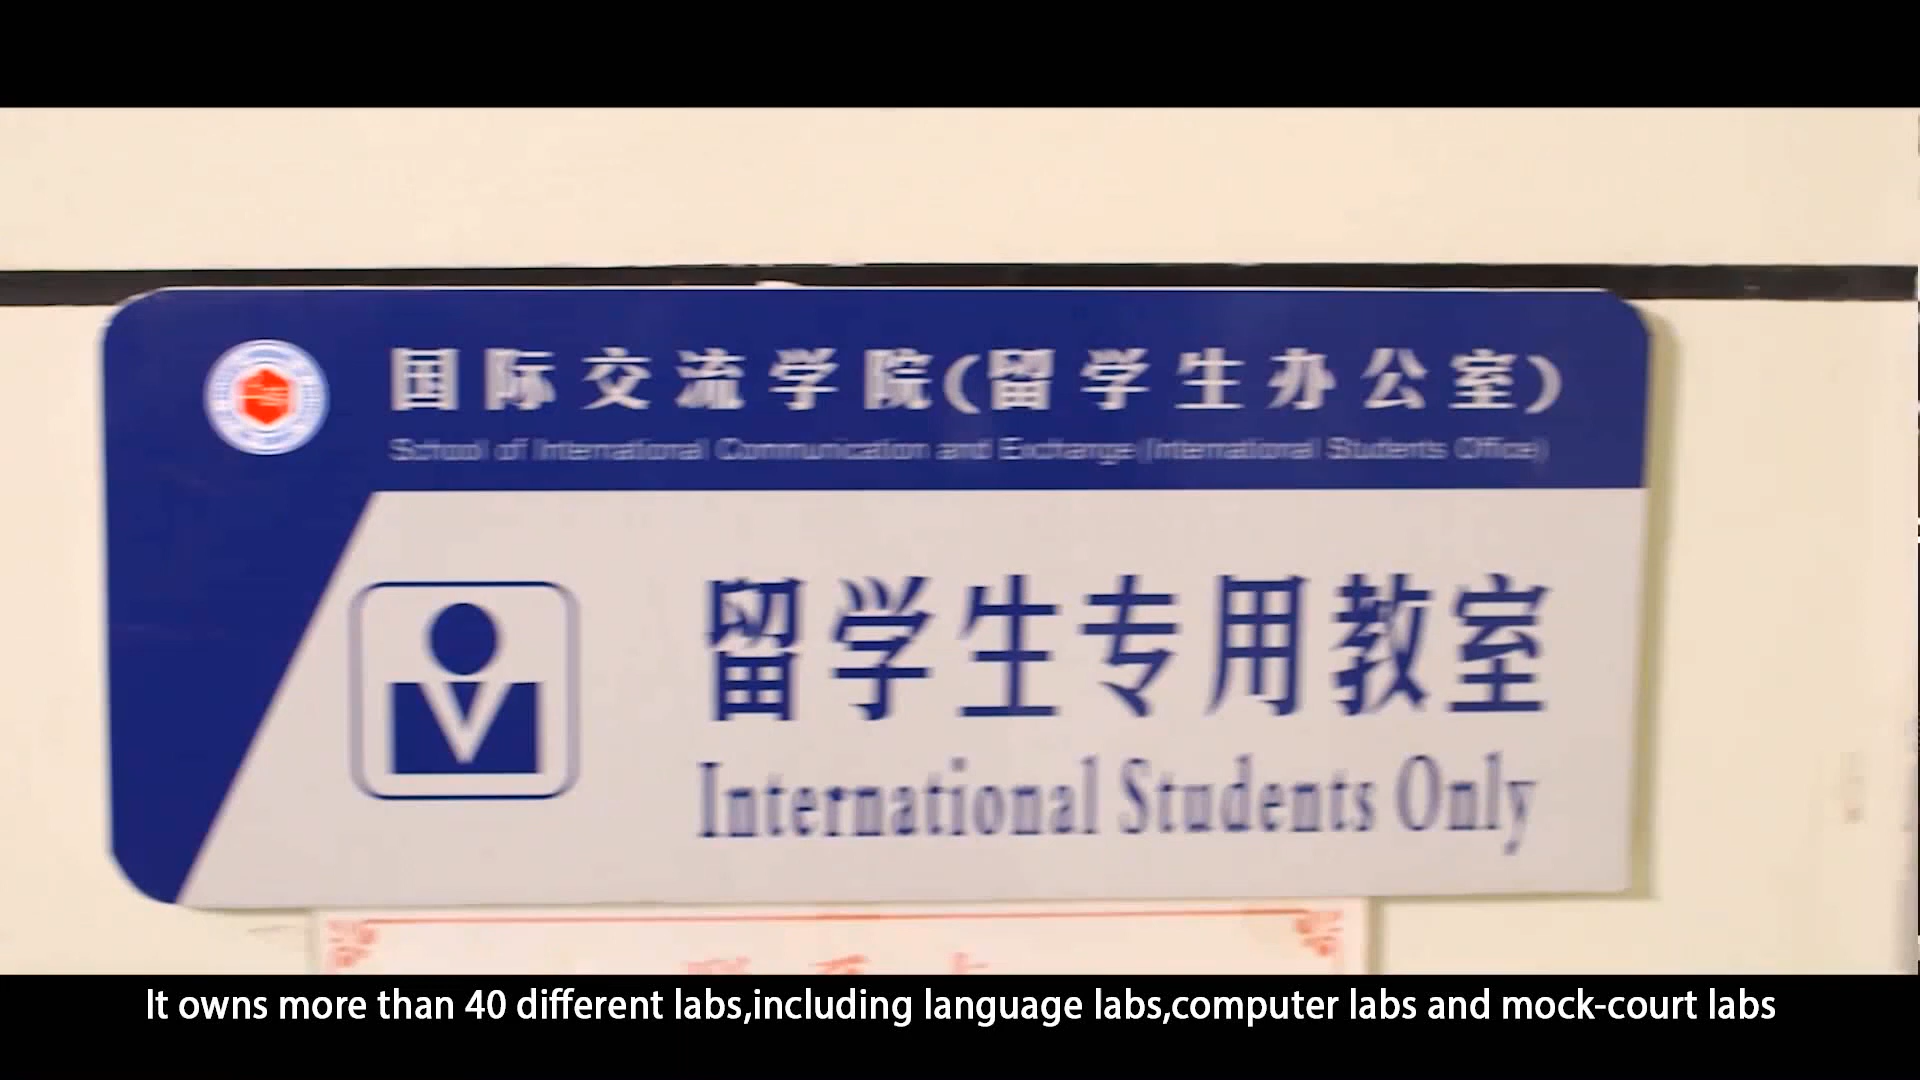 国际交流学院(留学生办公室)
School of International Communication and Exchange (International Students Office)
留学生专用教室
International Students Only
It owns more than 40 different labs,including language labs,computer labs and mock-court labs